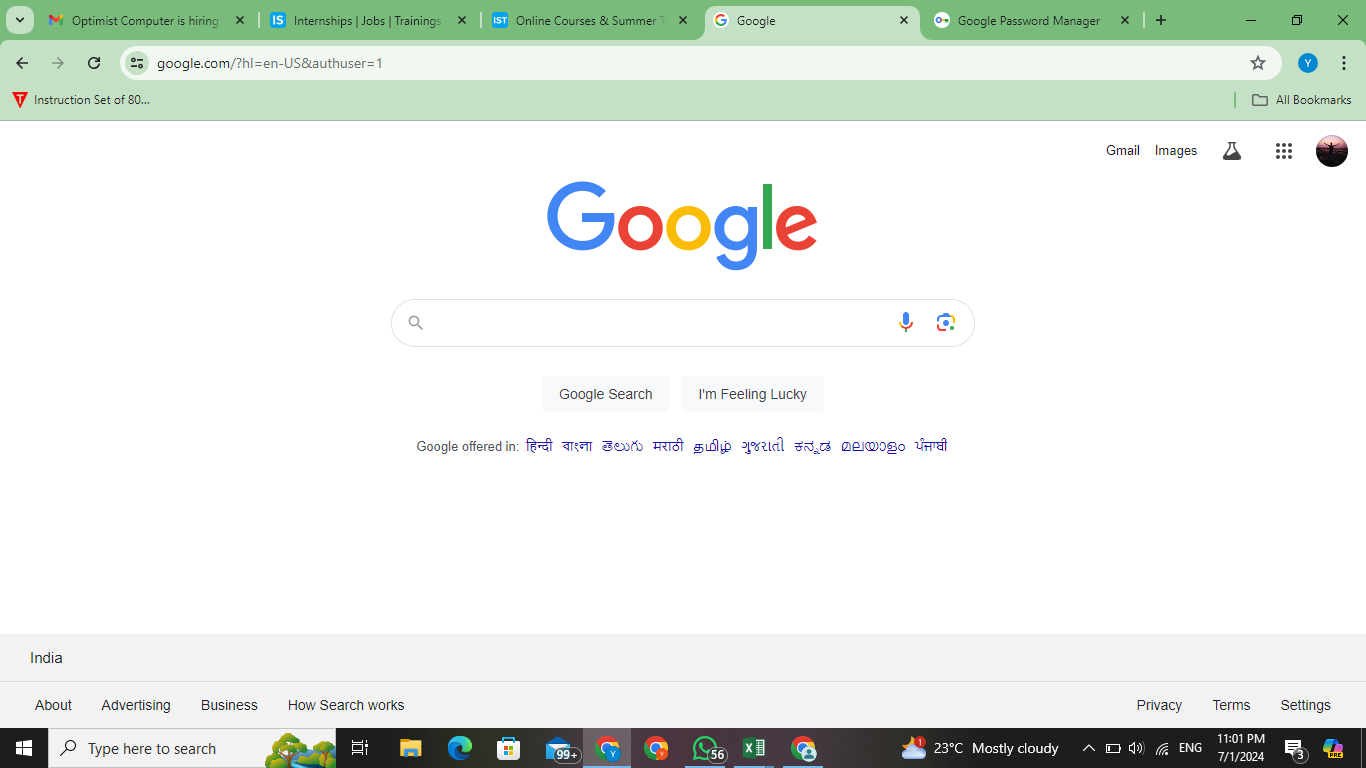 Optimist Computer is hiring
Internships | Jobs | Trainings
Online Courses & Summer T
Google
Google Password Manager
google.com/?hl=en-US&authuser=1
Y
Instruction Set of 80...
All Bookmarks
Gmail Images
Google
Google Search I'm Feeling Lucky
Google offered in: हिन्दी বাংলা తెలుగు मराठी தமிழ் ગુજરાતી ಕನ್ನಡ മലയാളം ਪੰਜਾਬੀ
India
About Advertising Business How Search works Privacy Terms Settings
Type here to search 99+ Y 56 1 23°C Mostly cloudy ENG 11:01 PM
7/1/2024 3 PRE